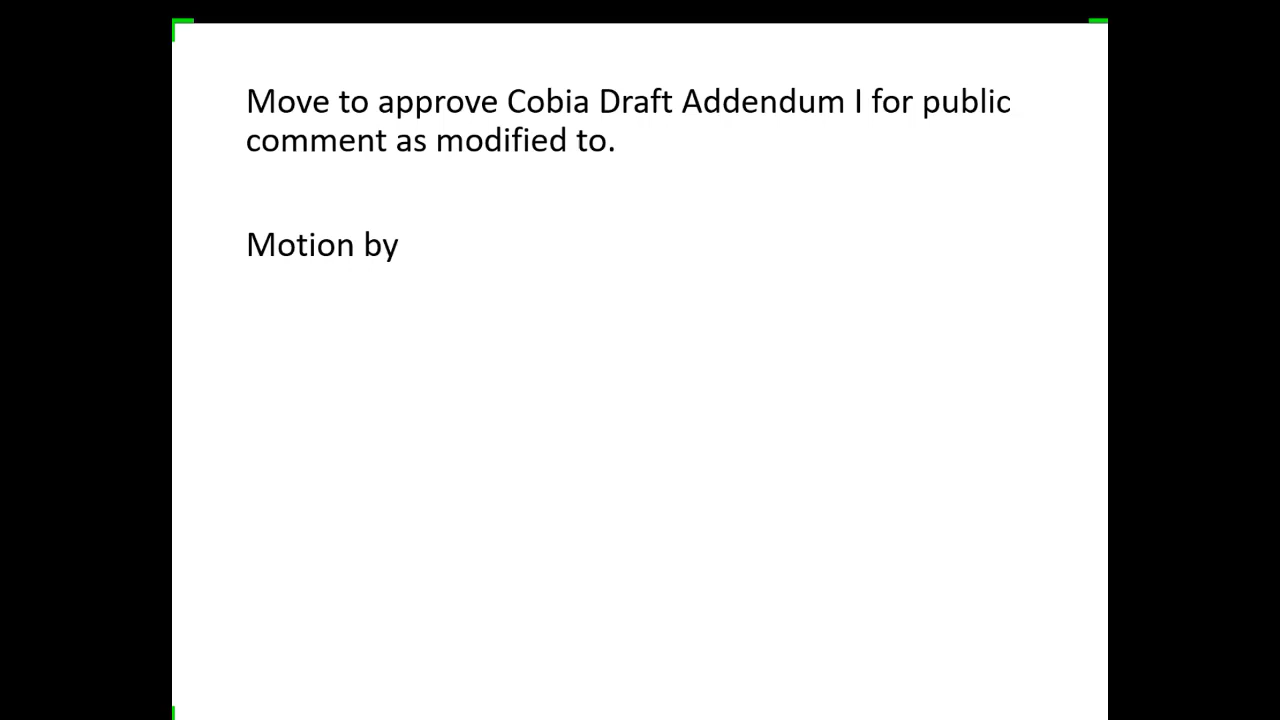 Move to approve Cobia Draft Addendum I for public
comment as modified to.
Motion by